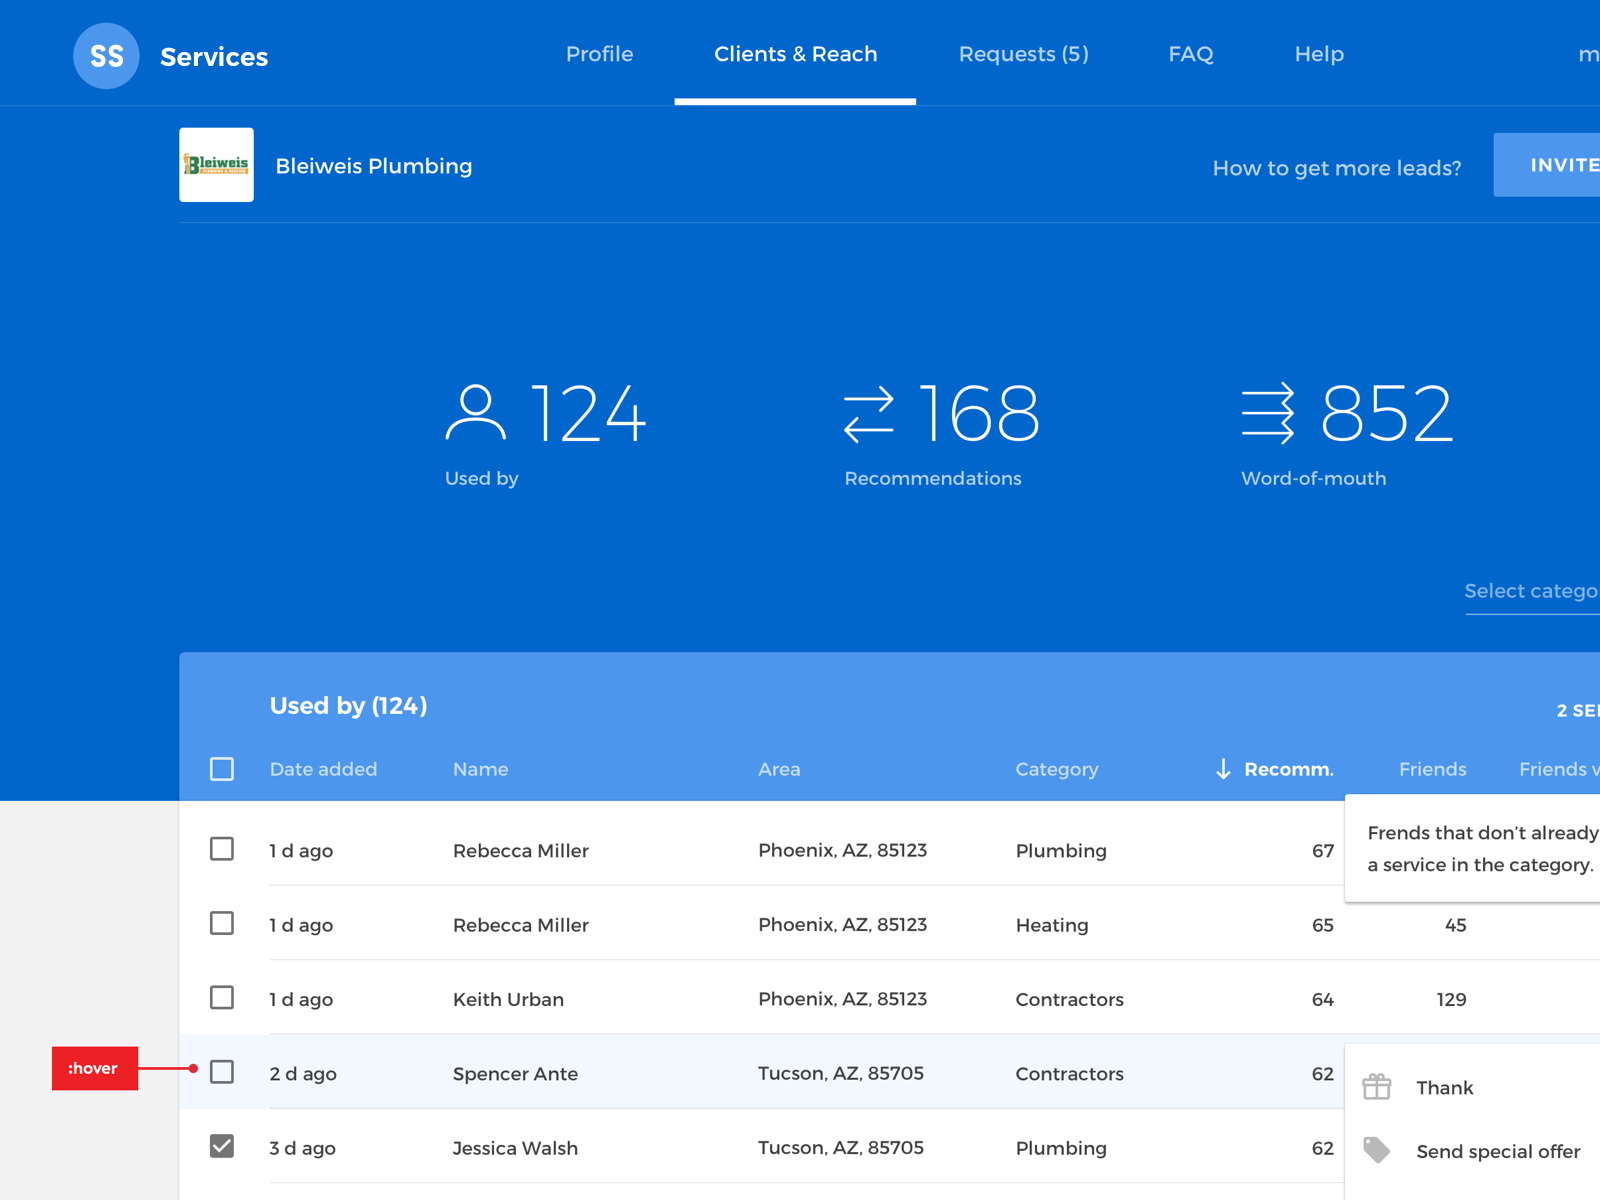 SS Services Profile Clients & Reach Requests (5) FAQ Help m
Bleiweis
PLUMBING & HEATING
Bleiweis Plumbing How to get more leads? INVITE
124 168 852
Used by Recommendations Word-of-mouth
Select catego
Used by (124)
2 SE
Date added Name Area Category Recomm. Friends Friends
1 d ago Rebecca Miller Phoenix, AZ, 85123 Plumbing 67
Frends that don’t already
a service in the category.
1 d ago Rebecca Miller Phoenix, AZ, 85123 Heating 65 45
1 d ago Keith Urban Phoenix, AZ, 85123 Contractors 64 129
:hover 2 d ago Spencer Ante Tucson, AZ, 85705 Contractors 62
Thank
3 d ago Jessica Walsh Tucson, AZ, 85705 Plumbing 62
Send special offer